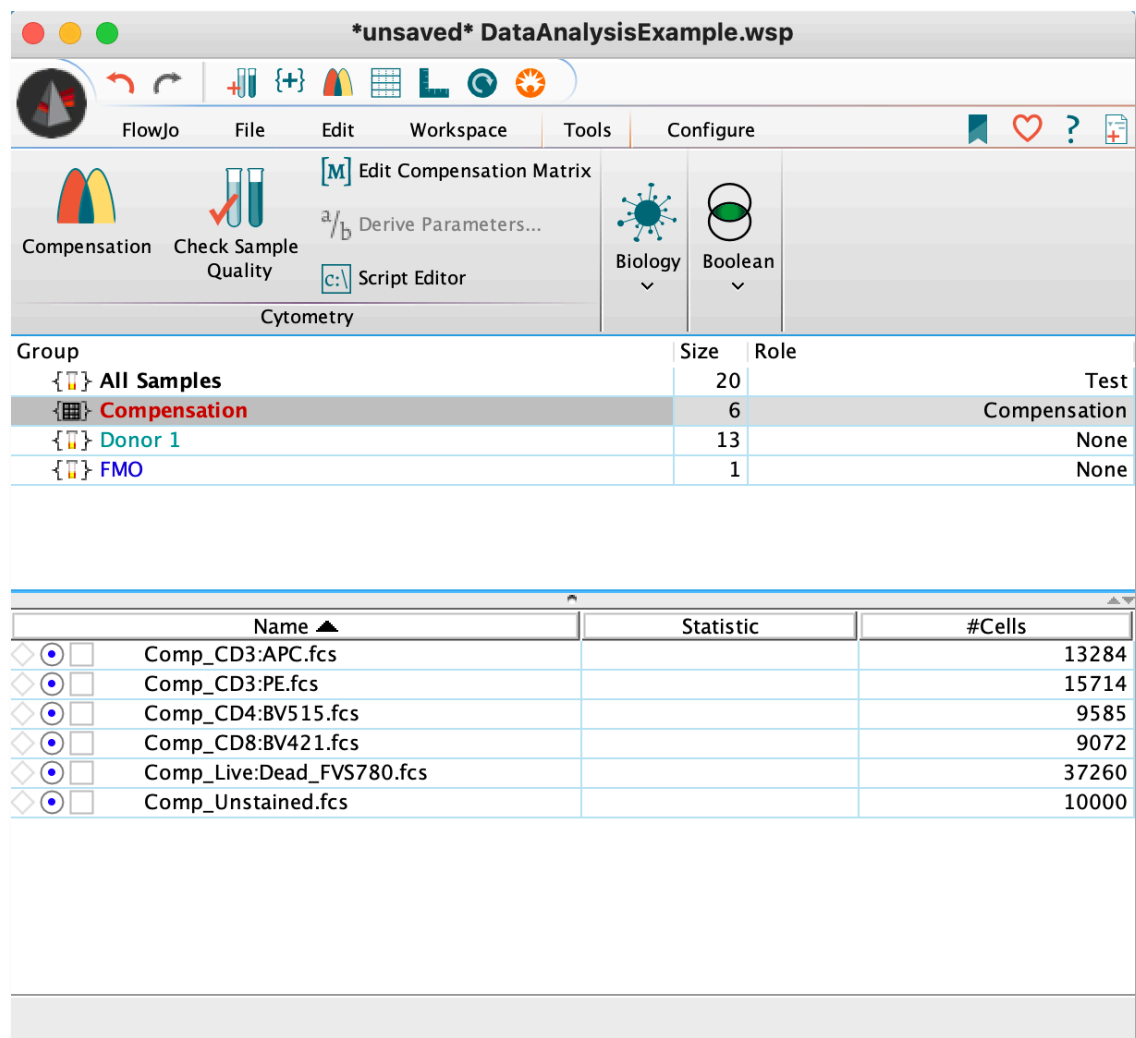 *unsaved* DataAnalysisExample.wsp
FlowJo File Edit Workspace Tools Configure
[M] Edit Compensation Matrix
a/b Derive Parameters...
c:\ Script Editor
Compensation
Check Sample
Quality
Cytometry
Biology
Boolean
Group Size Role
All Samples 20 Test
Compensation 6 Compensation
Donor 1 13 None
FMO 1 None
Name Statistic #Cells
Comp_CD3:APC.fcs 13284
Comp_CD3:PE.fcs 15714
Comp_CD4:BV515.fcs 9585
Comp_CD8:BV421.fcs 9072
Comp_Live:Dead_FVS780.fcs 37260
Comp_Unstained.fcs 10000